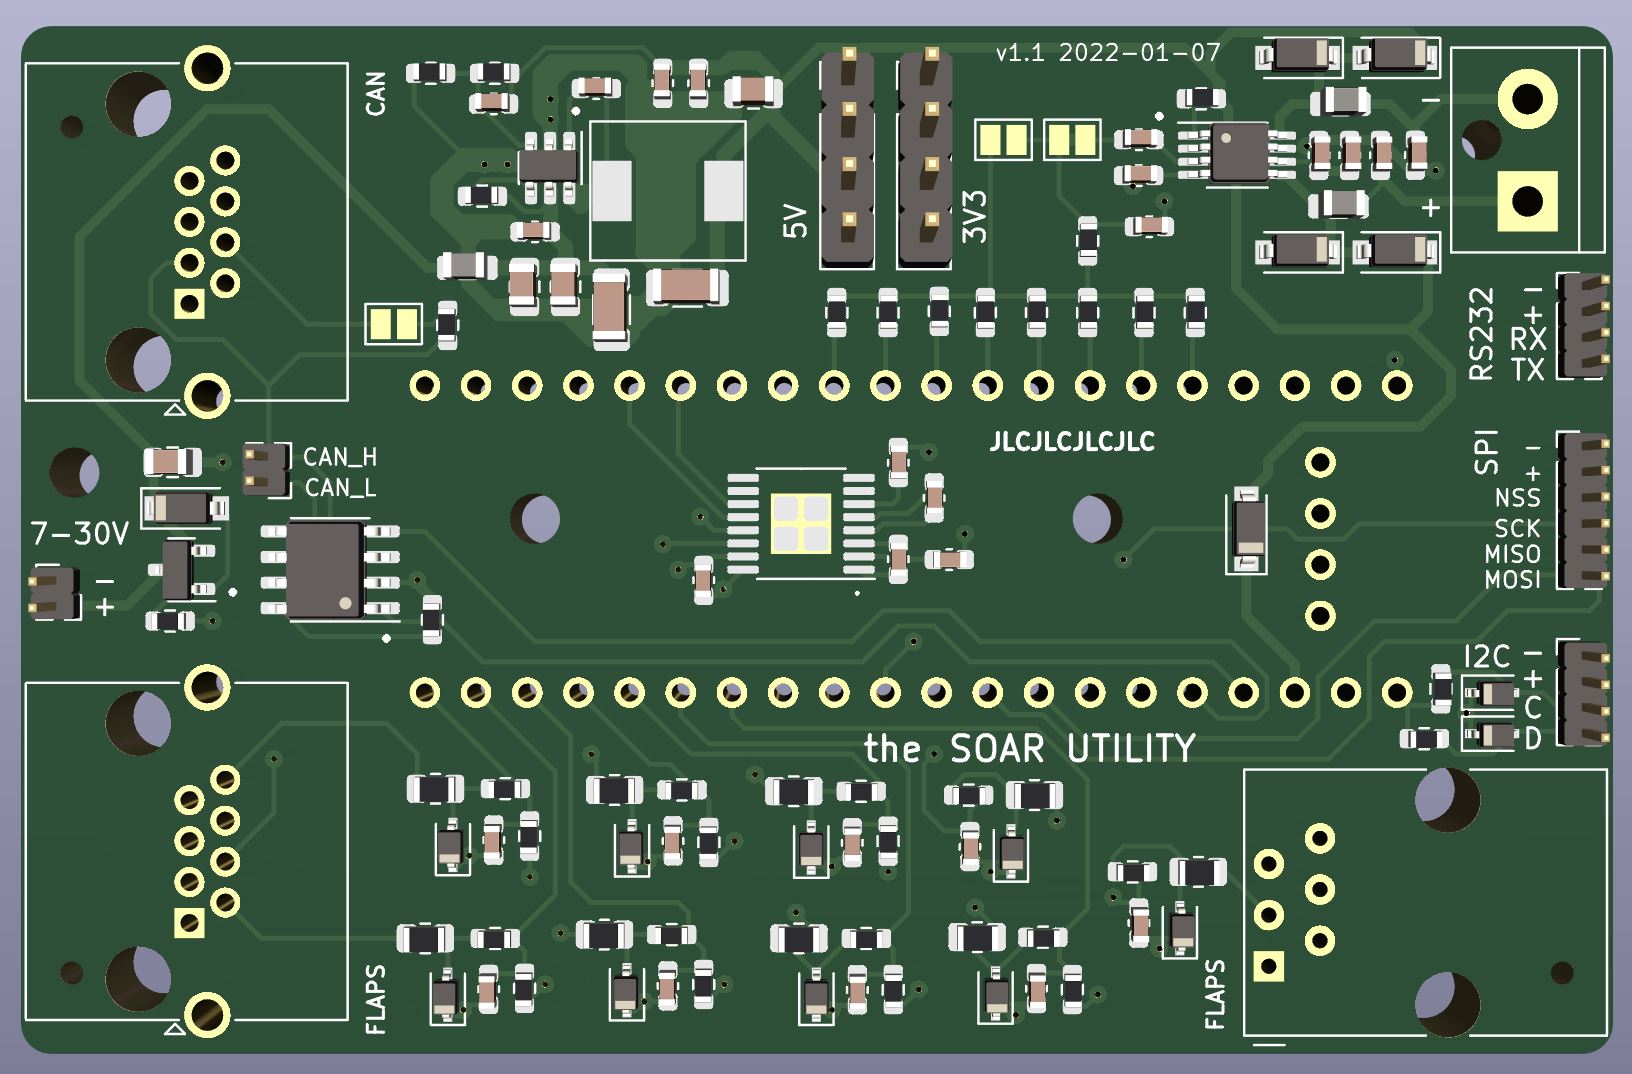 v1.1 2022-01-07
CAN
5V
3V3
−
+
RS232
−
+
RX
TX
JLCJLCJLCJLC
CAN_H
CAN_L
SPI
−
+
NSS
SCK
MISO
MOSI
7-30V
−
+
I2C
−
+
C
D
the SOAR UTILITY
FLAPS
FLAPS